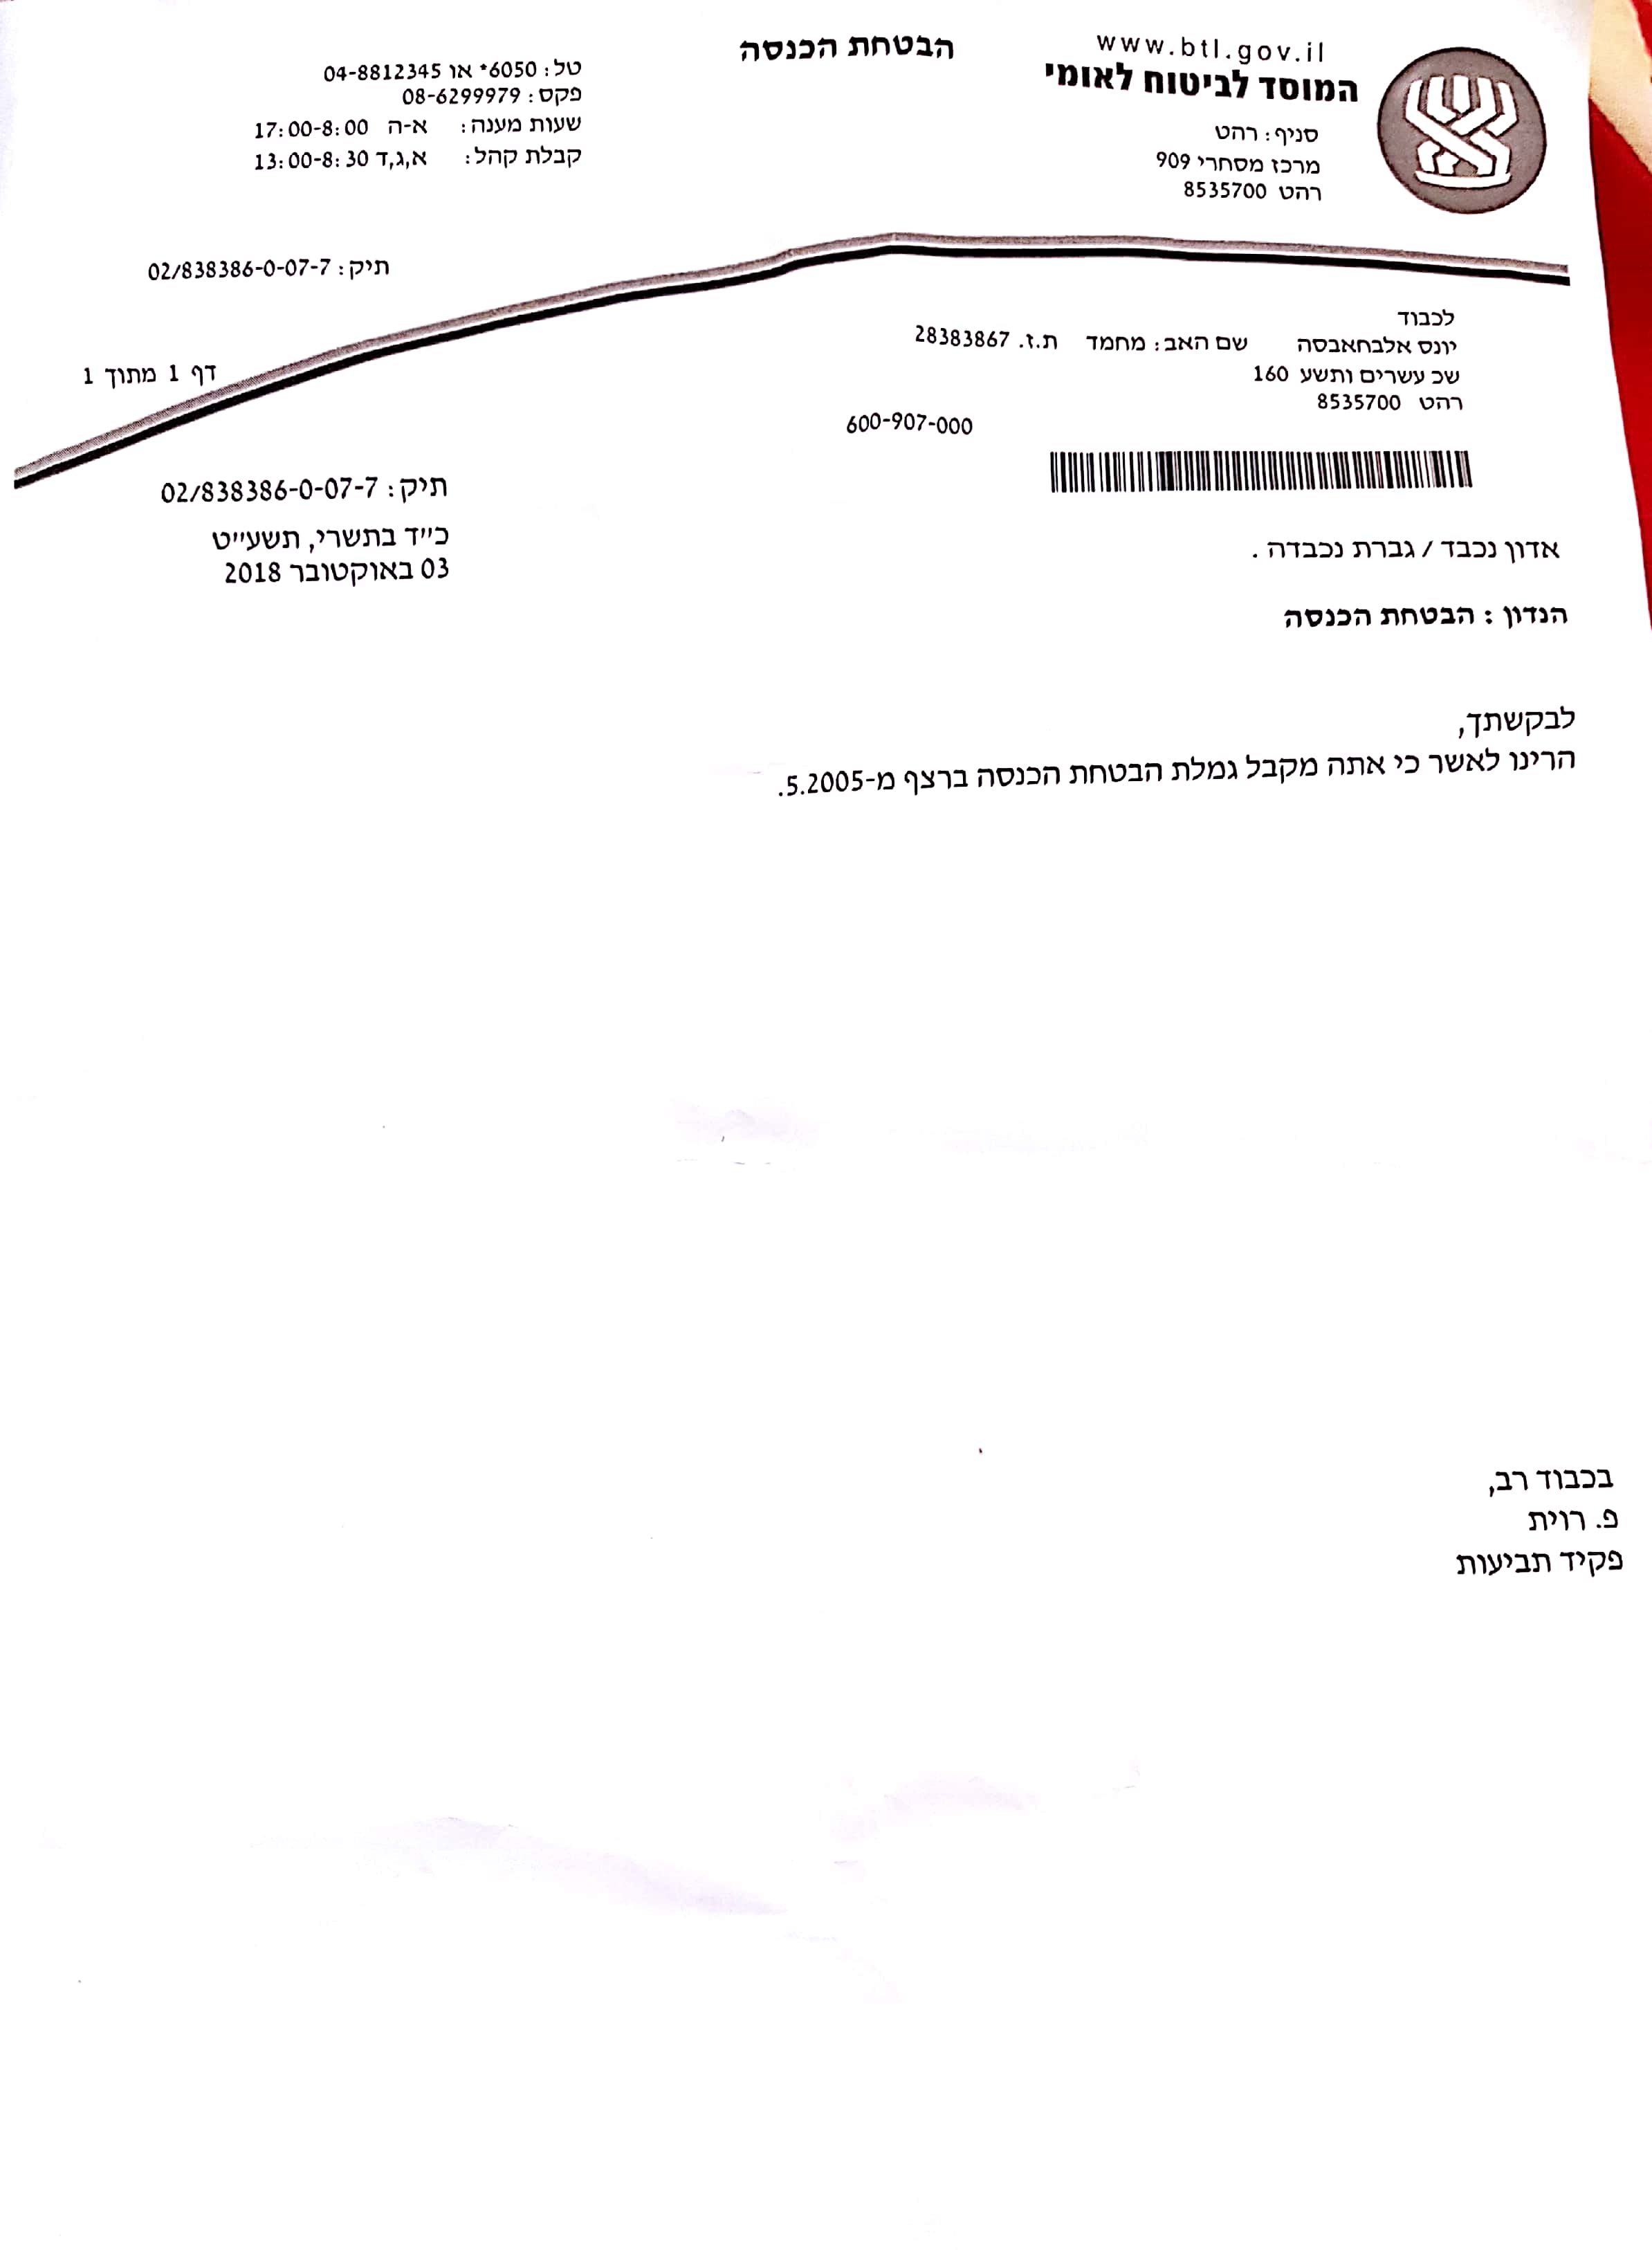 www.btl.gov.il
המוסד לביטוח לאומי
סניף: רהט
מרכז מסחרי 909
רהט 8535700
הבטחת הכנסה
טל: 6050* או 04-8812345
פקס: 08-6299979
שעות מענה: א-ה 17:00-8:00
קבלת קהל: א,ג,ד 13:00-8:30
תיק: 02/838386-0-07-7
דף 1 מתוך 1
לכבוד
יונס אלבחאבסה שם האב: מחמד ת.ז. 28383867
שכ עשרים ותשע 160
רהט 8535700
600-907-000
תיק: 02/838386-0-07-7
כ״ד בתשרי, תשע״ט
03 באוקטובר 2018
אדון נכבד / גברת נכבדה .
הנדון: הבטחת הכנסה
לבקשתך,
הרינו לאשר כי אתה מקבל גמלת הבטחת הכנסה ברצף מ-5.2005.
בכבוד רב,
פ. רוית
פקיד תביעות